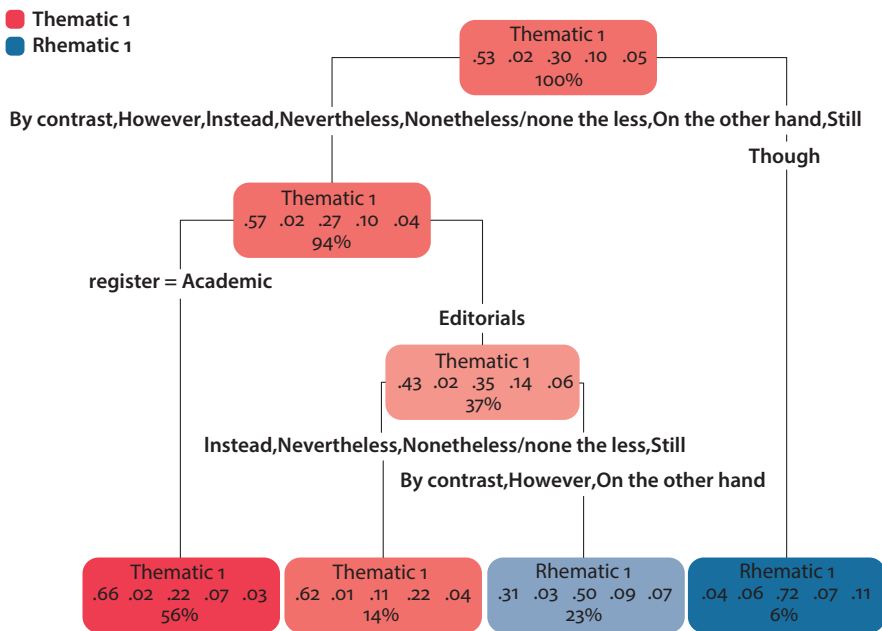 Thematic 1
Rhematic 1
Thematic 1
.53 .02 .30 .10 .05
100%
By contrast,However,Instead,Nevertheless,Nonetheless/none the less,On the other hand,Still
Though
Thematic 1
.57 .02 .27 .10 .04
94%
register = Academic
Editorials
Thematic 1
.43 .02 .35 .14 .06
37%
Instead,Nevertheless,Nonetheless/none the less,Still
By contrast,However,On the other hand
Thematic 1
.66 .02 .22 .07 .03
56%
Thematic 1
.62 .01 .11 .22 .04
14%
Rhematic 1
.31 .03 .50 .09 .07
23%
Rhematic 1
.04 .06 .72 .07 .11
6%